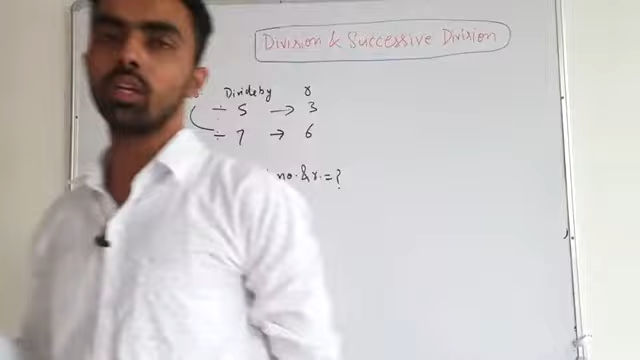 Division & Successive Division
Divide by r
÷ 5 → 3
÷ 7 → 6
no. & r. = ?